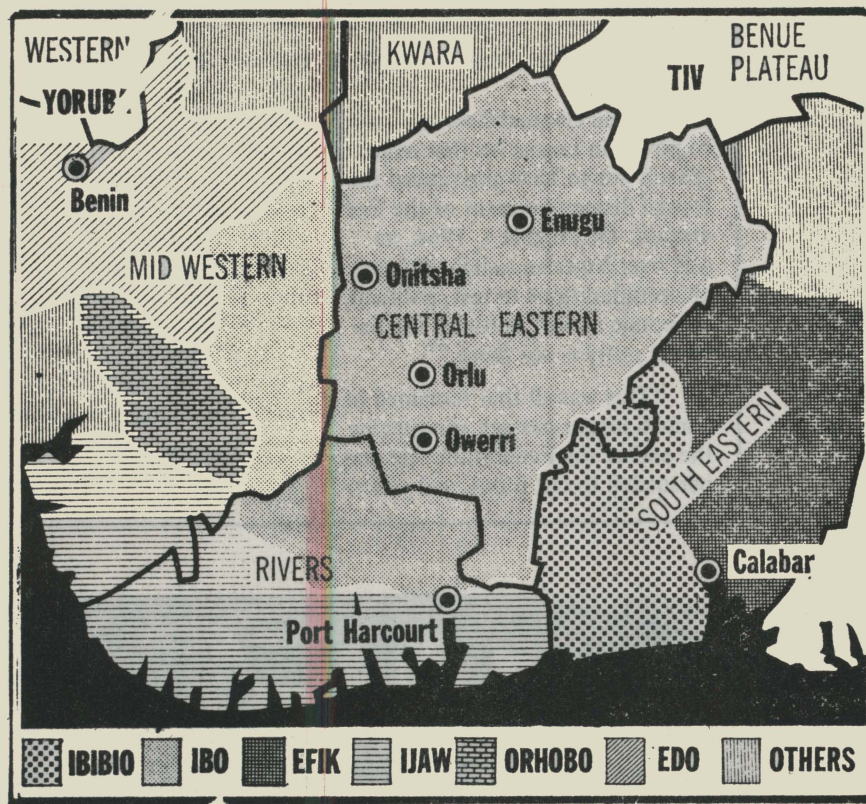 WESTERN
KWARA
BENUE
PLATEAU
TIV
YORUBA
Benin
Enugu
MID WESTERN
Onitsha
CENTRAL EASTERN
Orlu
Owerri
SOUTH EASTERN
RIVERS
Calabar
Port Harcourt
IBIBIO IBO EFIK IJAW ORHOBO EDO OTHERS